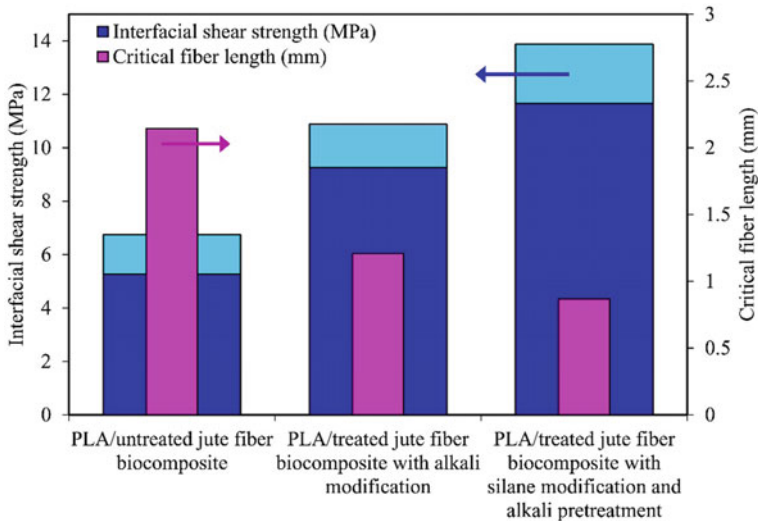 Interfacial shear strength (MPa)
Critical fiber length (mm)
Interfacial shear strength (MPa)
14
12
10
8
6
4
2
0
3
2.5
2
1.5
1
0.5
0
Critical fiber length (mm)
PLA/untreated jute fiber
biocomposite
PLA/treated jute fiber
biocomposite with alkali
modification
PLA/treated jute fiber
biocomposite with
silane modification and
alkali pretreatment